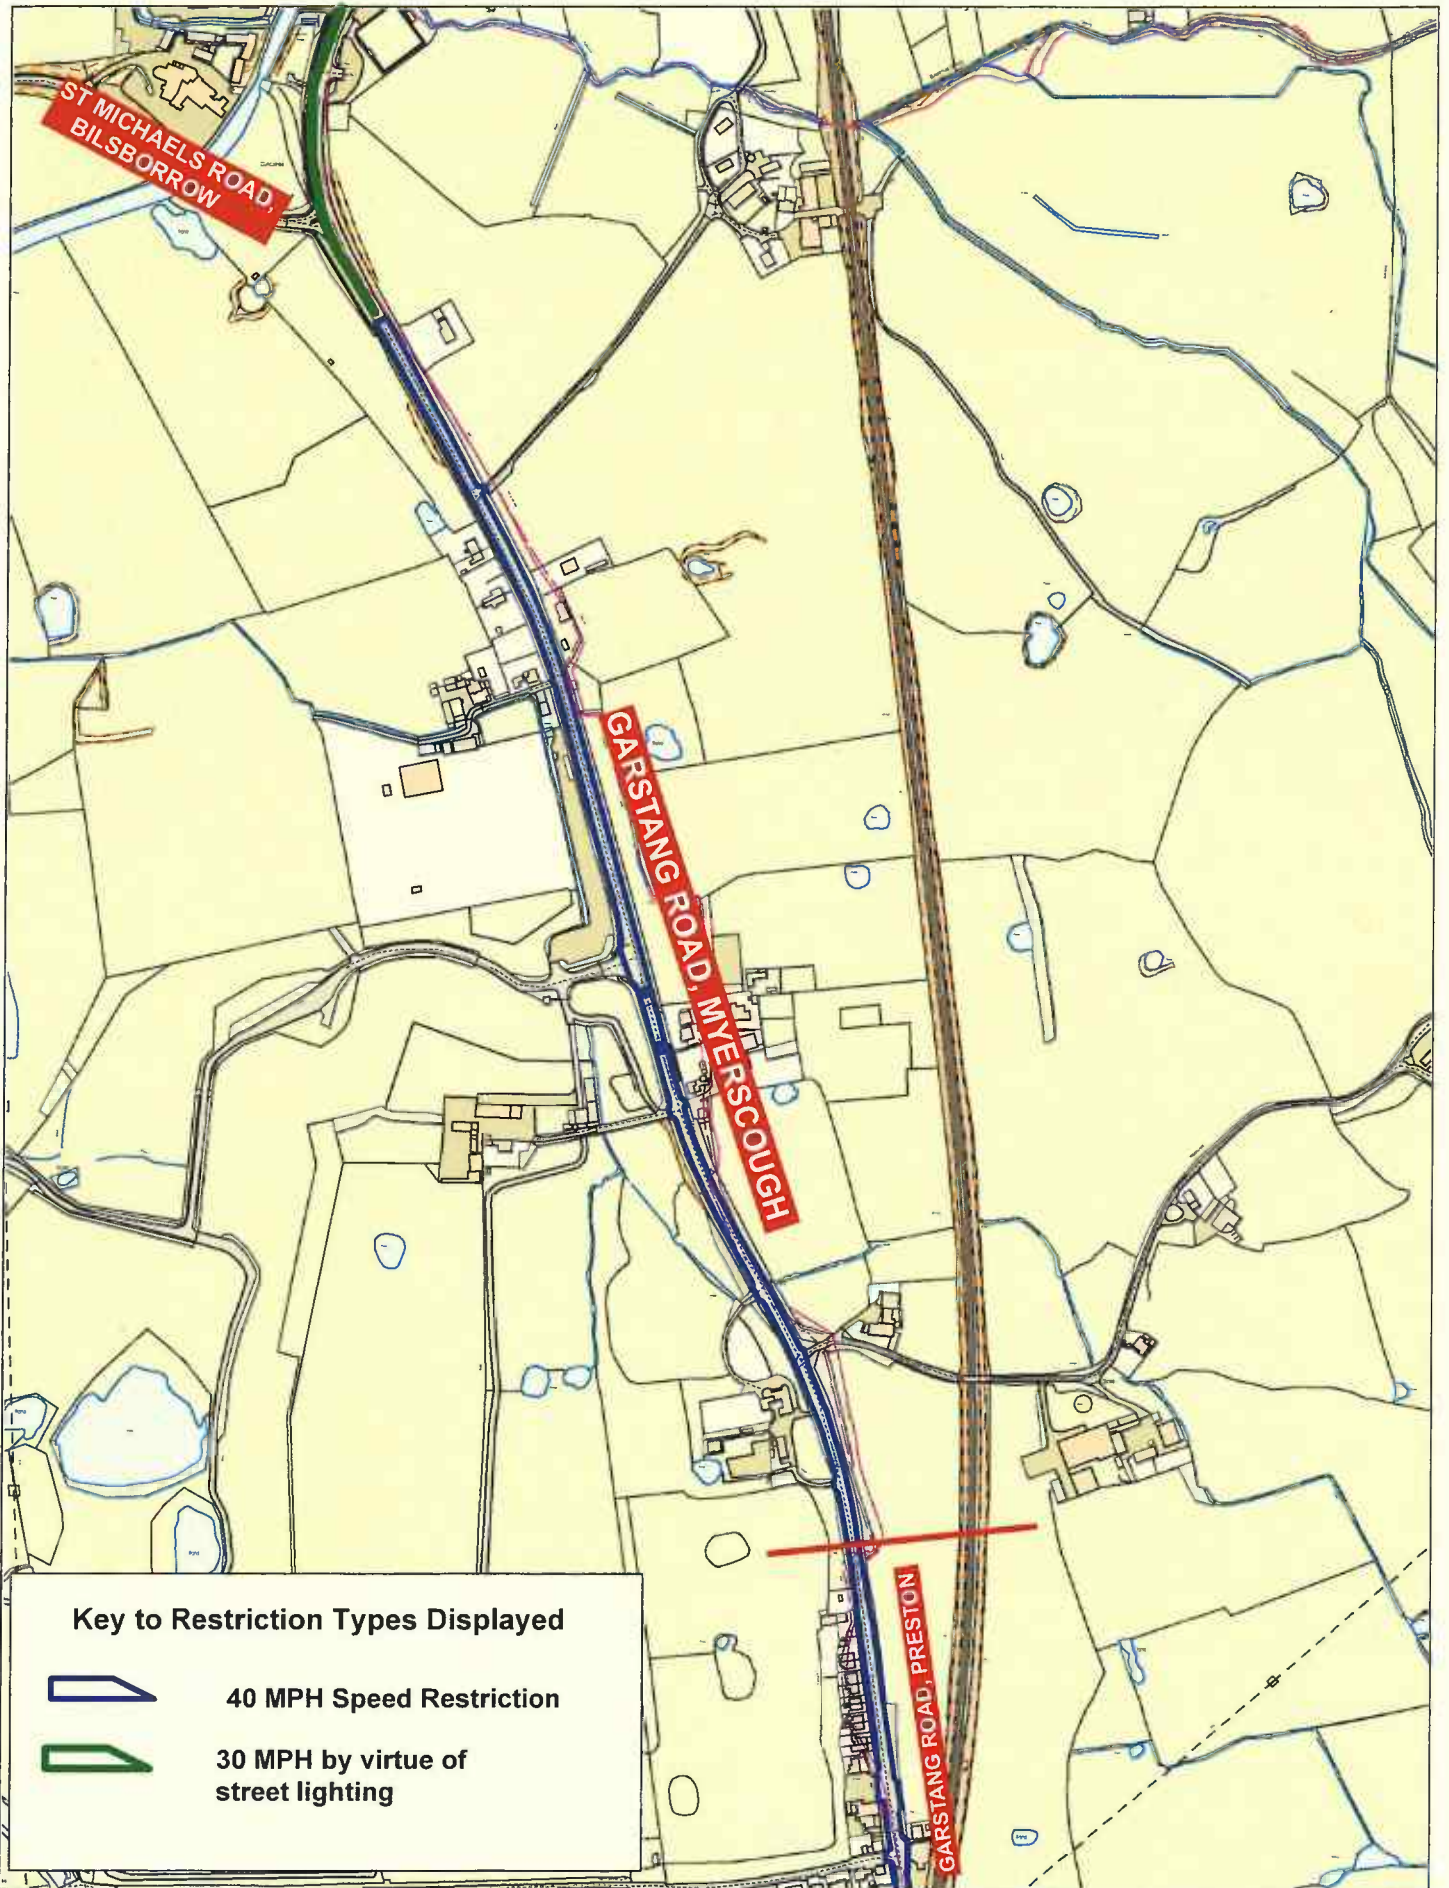 ST MICHAELS ROAD,
BILSBORROW
GARSTANG ROAD, MYERSCOUGH
GARSTANG ROAD, PRESTON
Key to Restriction Types Displayed
40 MPH Speed Restriction
30 MPH by virtue of
street lighting